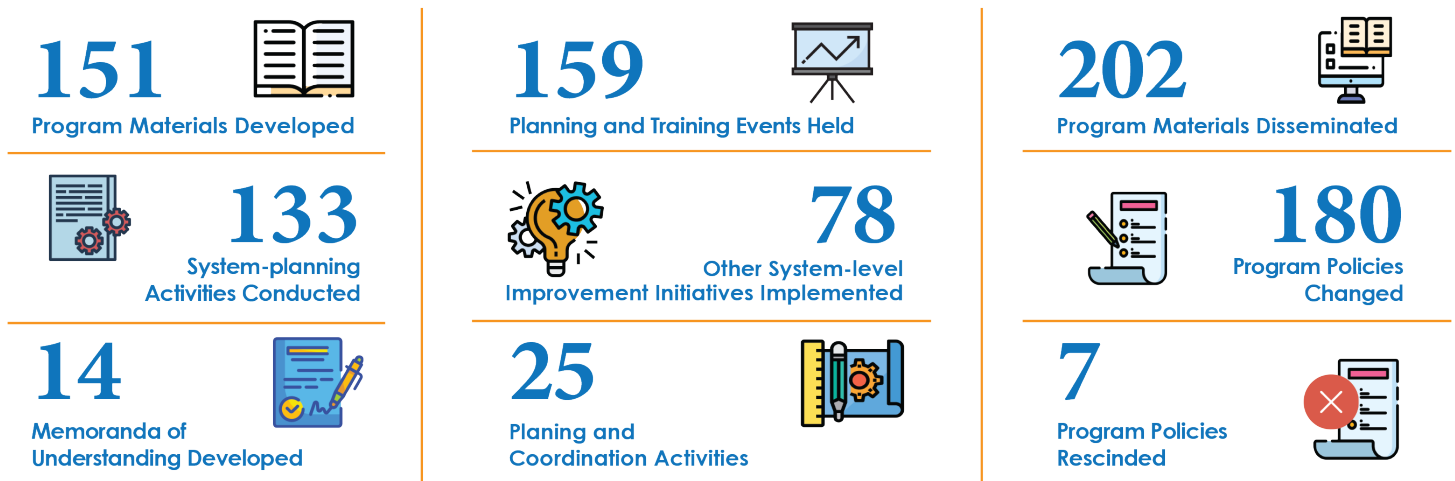 151
Program Materials Developed
159
Planning and Training Events Held
202
Program Materials Disseminated
133
System-planning
Activities Conducted
78
Other System-level
Improvement Initiatives Implemented
180
Program Policies
Changed
14
Memoranda of
Understanding Developed
25
Planing and
Coordination Activities
7
Program Policies
Rescinded